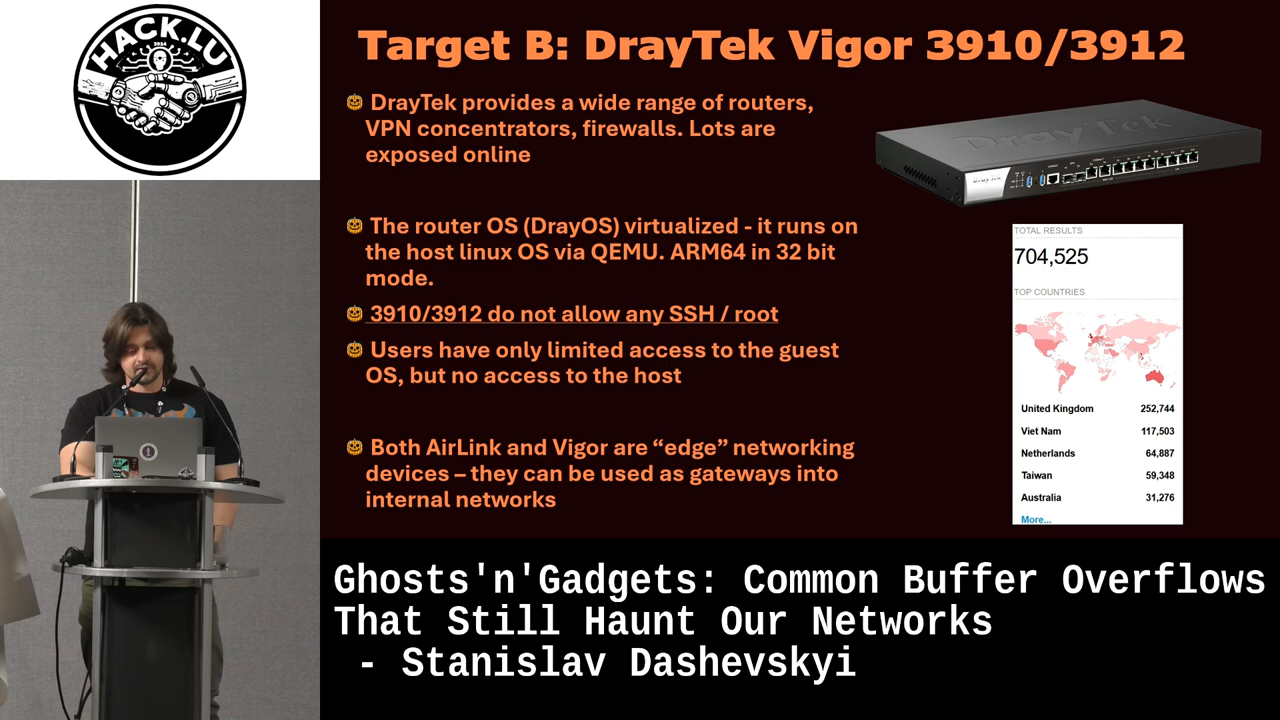 HACK.LU
2024
Target B: DrayTek Vigor 3910/3912
DrayTek provides a wide range of routers,
VPN concentrators, firewalls. Lots are
exposed online
The router OS (DrayOS) virtualized - it runs on
the host linux OS via QEMU. ARM64 in 32 bit
mode.
3910/3912 do not allow any SSH / root
Users have only limited access to the guest
OS, but no access to the host
Both AirLink and Vigor are “edge” networking
devices – they can be used as gateways into
internal networks
DrayTek
TOTAL RESULTS
704,525
TOP COUNTRIES
United Kingdom 252,744
Viet Nam 117,503
Netherlands 64,887
Taiwan 59,348
Australia 31,276
More...
Ghosts'n'Gadgets: Common Buffer Overflows
That Still Haunt Our Networks
- Stanislav Dashevskyi